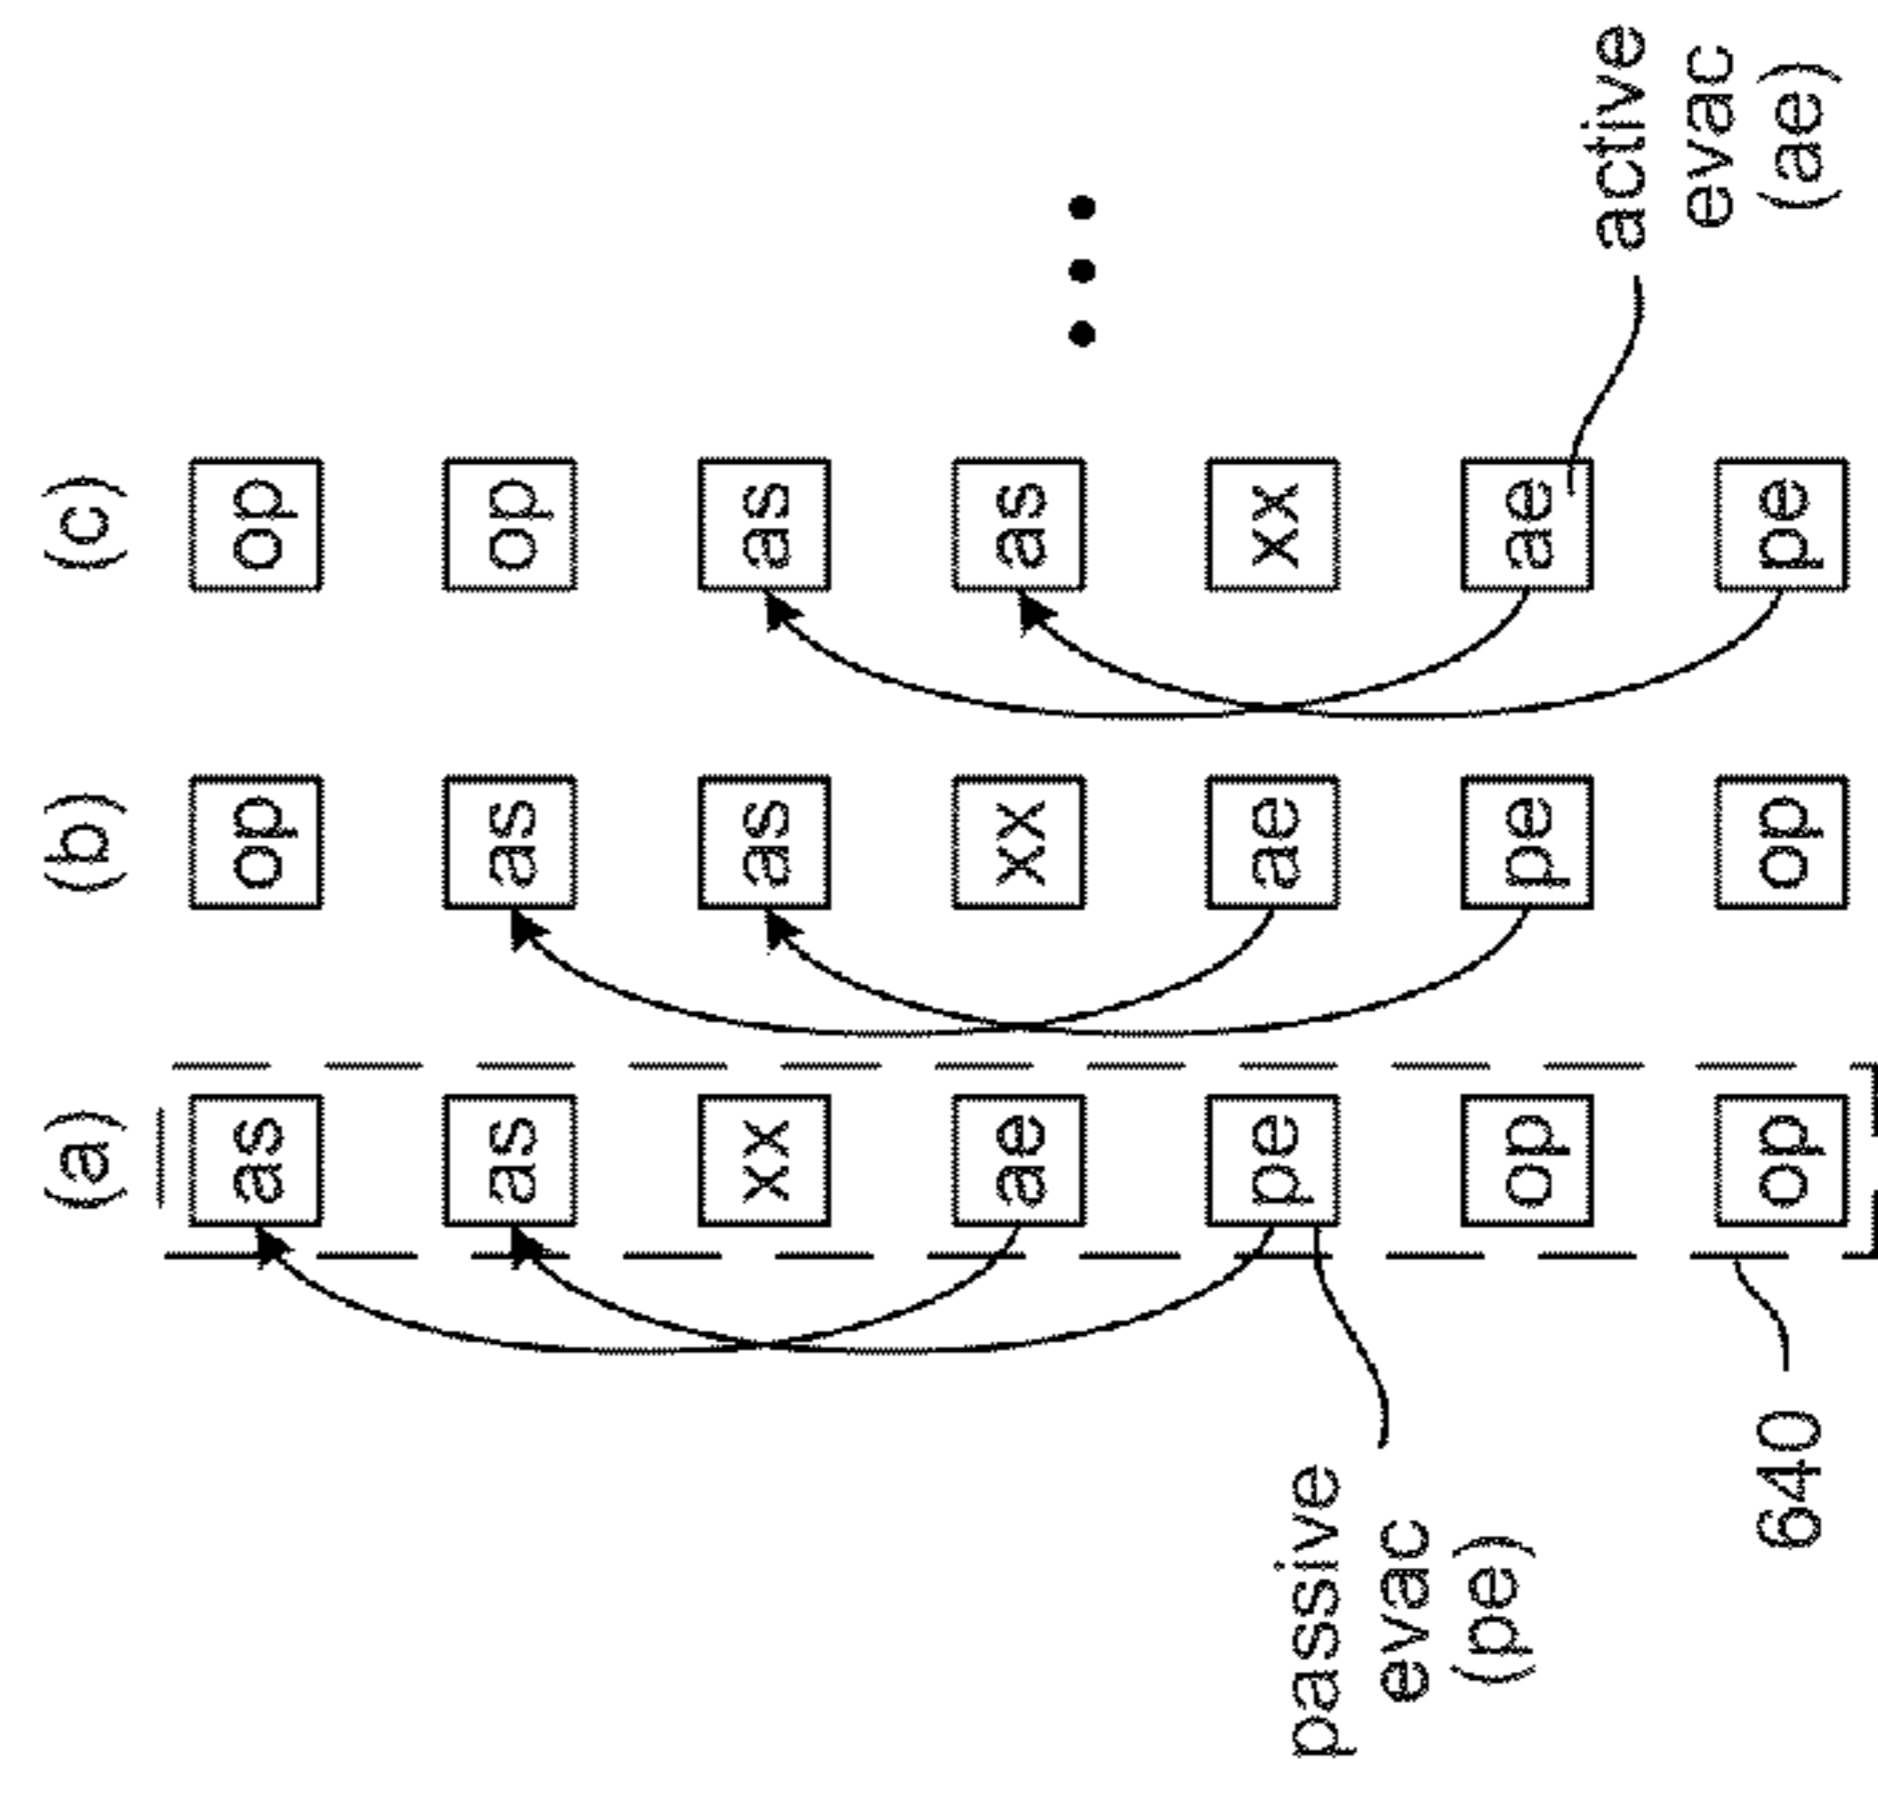 (a) (b) (c)
as op op
as as op
xx as as
ae xx as
pe ae xx
passive
evac
(pe)
op pe ae
active
evac
(ae)
op op pe
640